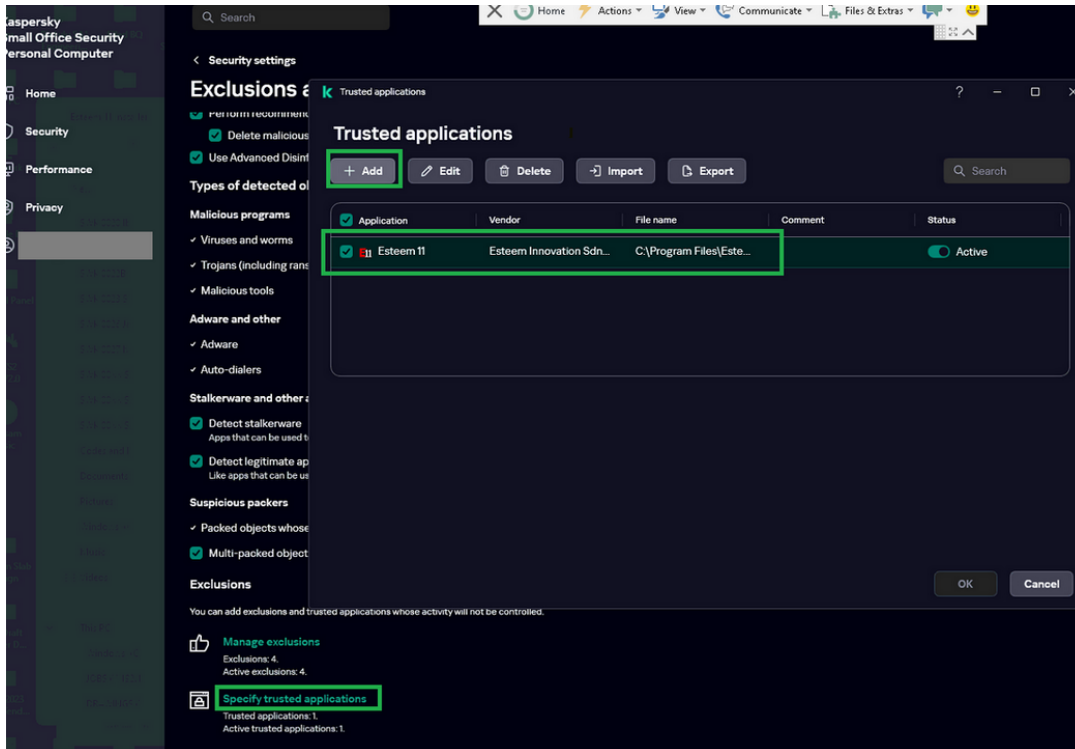 Search
Home Actions View Communicate Files & Extras
Kaspersky
Small Office Security
Personal Computer
Home
Security
Performance
Privacy
Security settings
Exclusions
Delete malicious
Use Advanced
Types of detected
Malicious programs
Viruses and worms
Trojans (including
Malicious tools
Adware and other
Adware
Auto-dialers
Stalkerware and other
Detect stalkerware
Apps that can be used
Detect legitimate
Like apps that can be
Suspicious packers
Packed objects whose
Multi-packed
Exclusions
You can add exclusions and trusted applications whose activity will not be controlled.
Manage exclusions
Exclusions: 4.
Active exclusions: 4.
Specify trusted applications
Trusted applications: 1.
Active trusted applications: 1.
Trusted applications
?
Trusted applications
+ Add Edit Delete Import Export Search
Application Vendor File name Comment Status
E11 Esteem 11 Esteem Innovation Sdn... C:\Program Files\Este... Active
OK Cancel